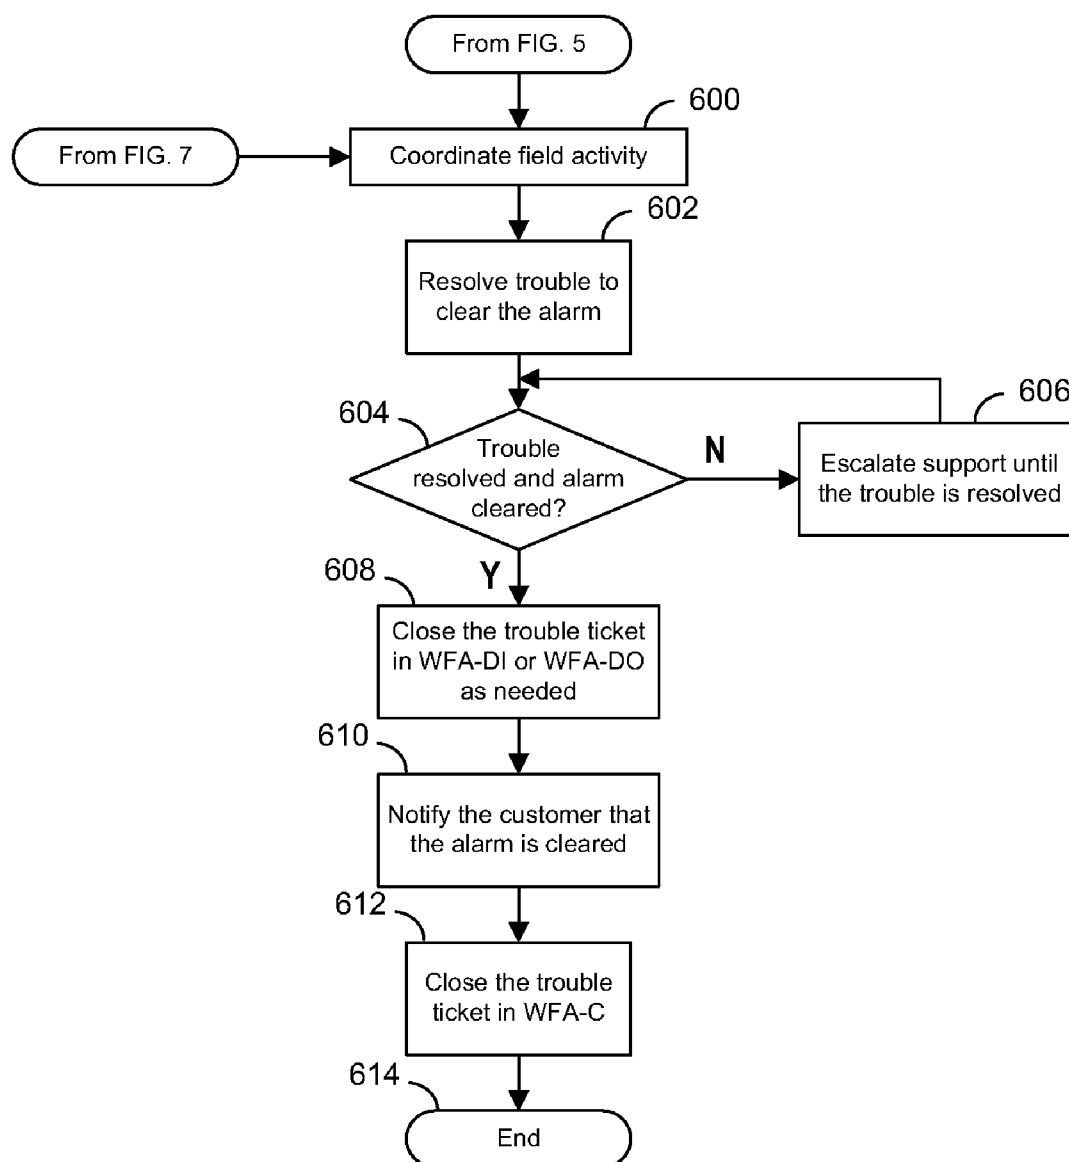 From FIG. 5
600
From FIG. 7
Coordinate field activity
602
Resolve trouble to
clear the alarm
604
606
Trouble
resolved and alarm
cleared?
N
Escalate support until
the trouble is resolved
Y
608
Close the trouble ticket
in WFA-DI or WFA-DO
as needed
610
Notify the customer that
the alarm is cleared
612
Close the trouble
ticket in WFA-C
614
End